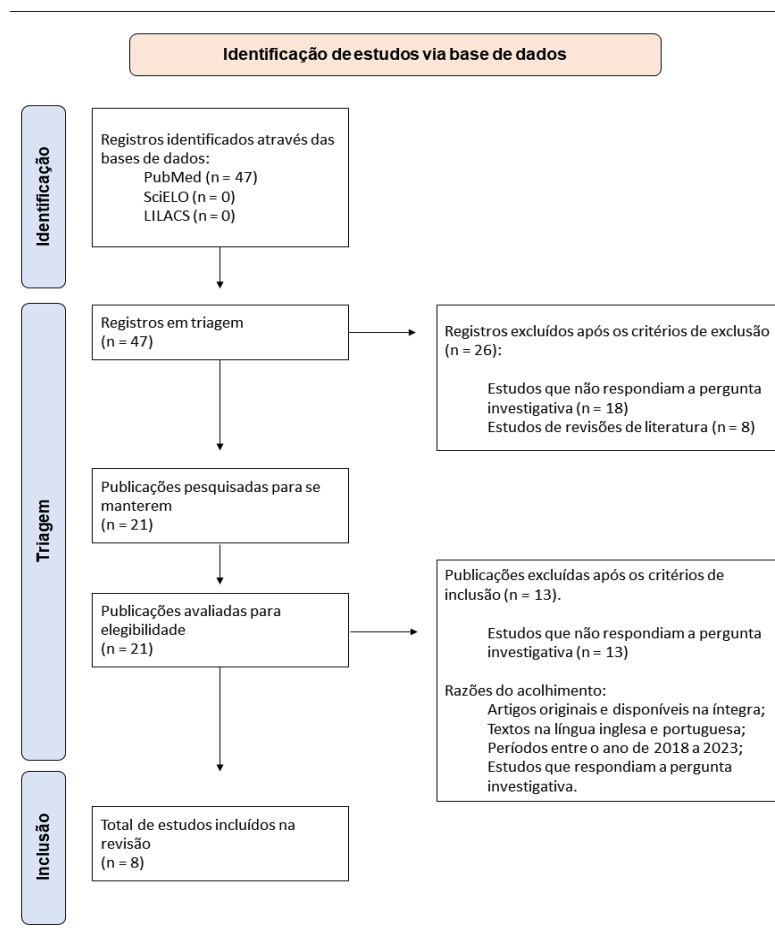 Identificação de estudos via base de dados
Identificação
Registros identificados através das
bases de dados:
PubMed (n = 47)
SciELO (n = 0)
LILACS (n = 0)
Triagem
Registros em triagem
(n = 47)
Registros excluídos após os critérios de exclusão
(n = 26):
Estudos que não respondiam a pergunta
investigativa (n = 18)
Estudos de revisões de literatura (n = 8)
Publicações pesquisadas para se
manterem
(n = 21)
Publicações avaliadas para
elegibilidade
(n = 21)
Publicações excluídas após os critérios de
inclusão (n = 13).
Estudos que não respondiam a pergunta
investigativa (n = 13)
Razões do acolhimento:
Artigos originais e disponíveis na íntegra;
Textos na língua inglesa e portuguesa;
Períodos entre o ano de 2018 a 2023;
Estudos que respondiam a pergunta
investigativa.
Inclusão
Total de estudos incluídos na
revisão
(n = 8)